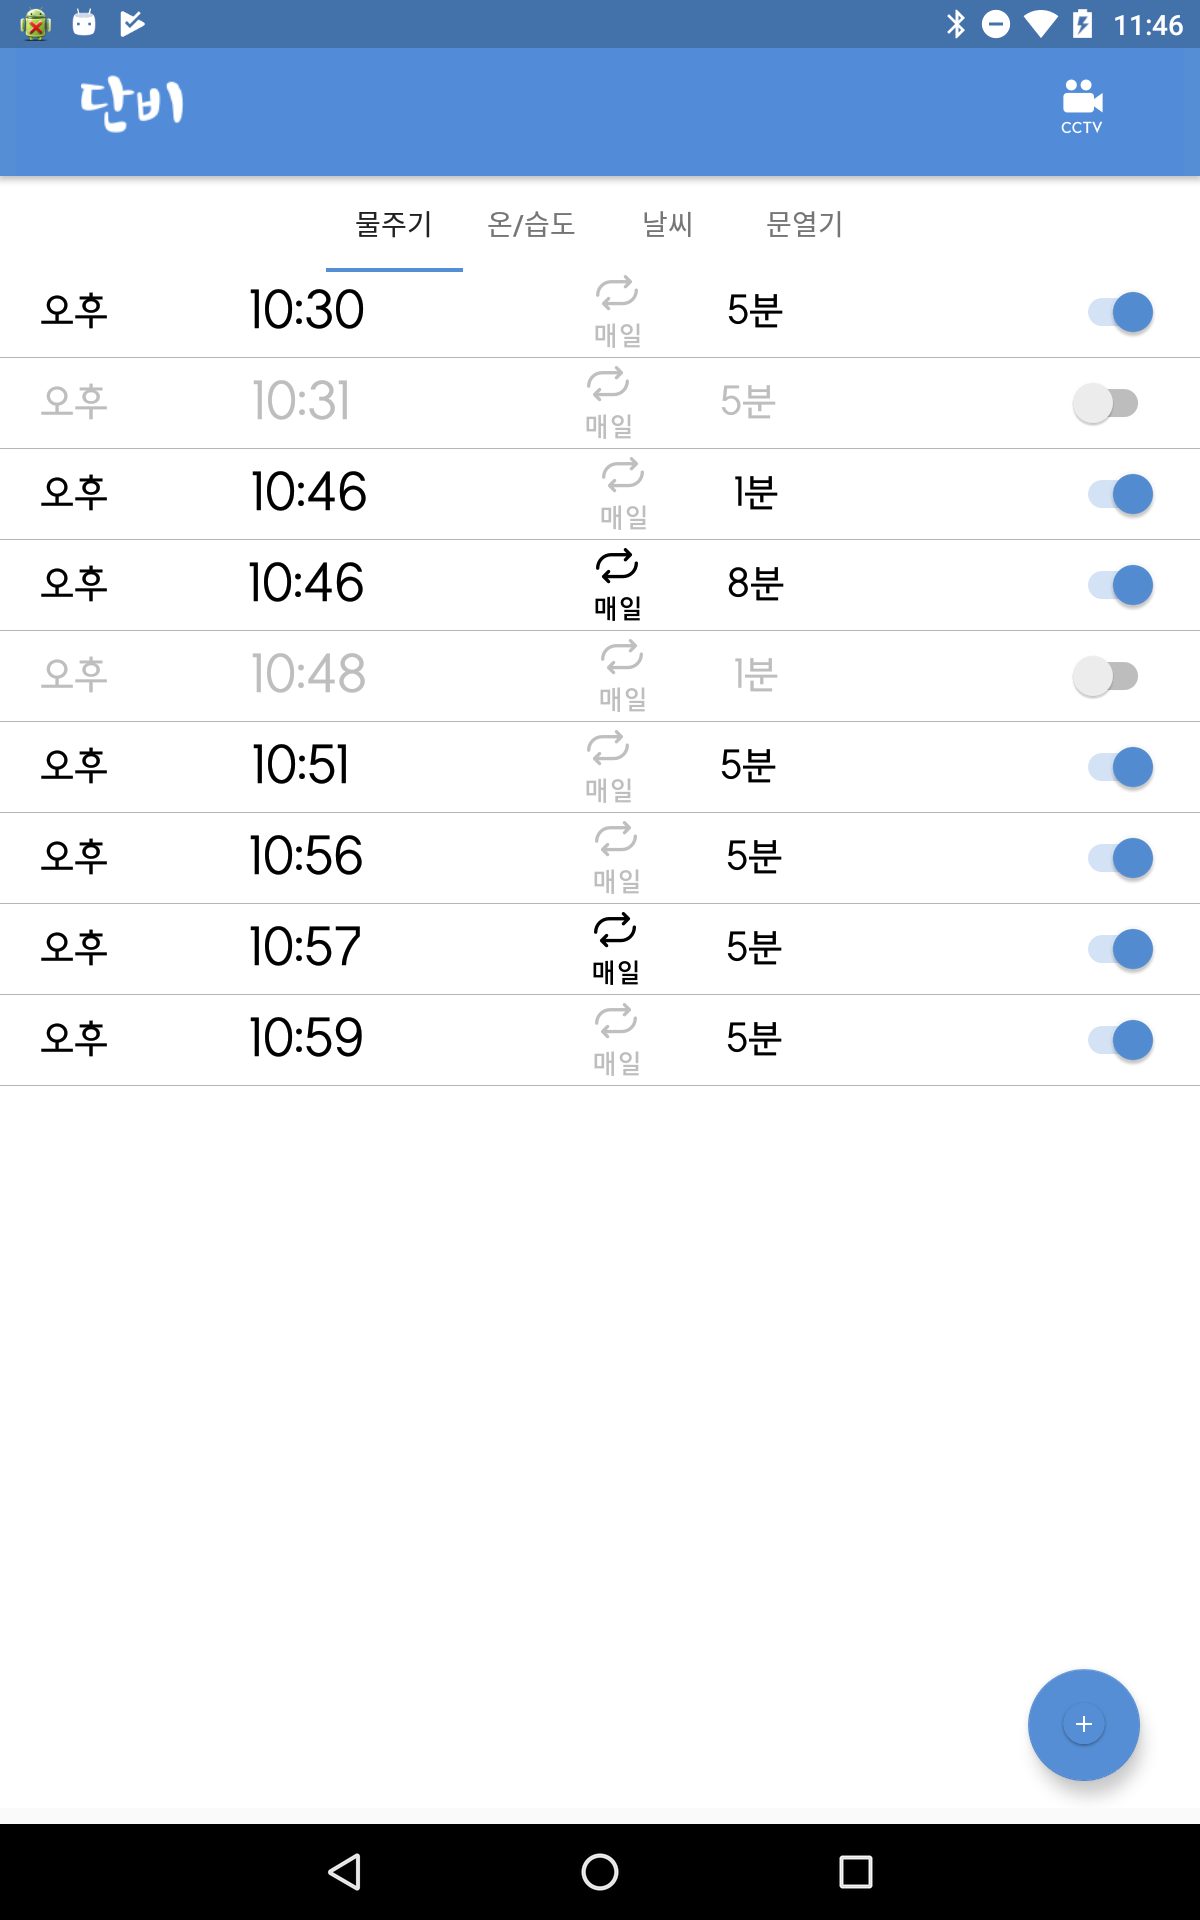 11:46
단비
CCTV
물주기 온/습도 날씨 문열기
오후 10:30 매일 5분
오후 10:31 매일 5분
오후 10:46 매일 1분
오후 10:46 매일 8분
오후 10:48 매일 1분
오후 10:51 매일 5분
오후 10:56 매일 5분
오후 10:57 매일 5분
오후 10:59 매일 5분